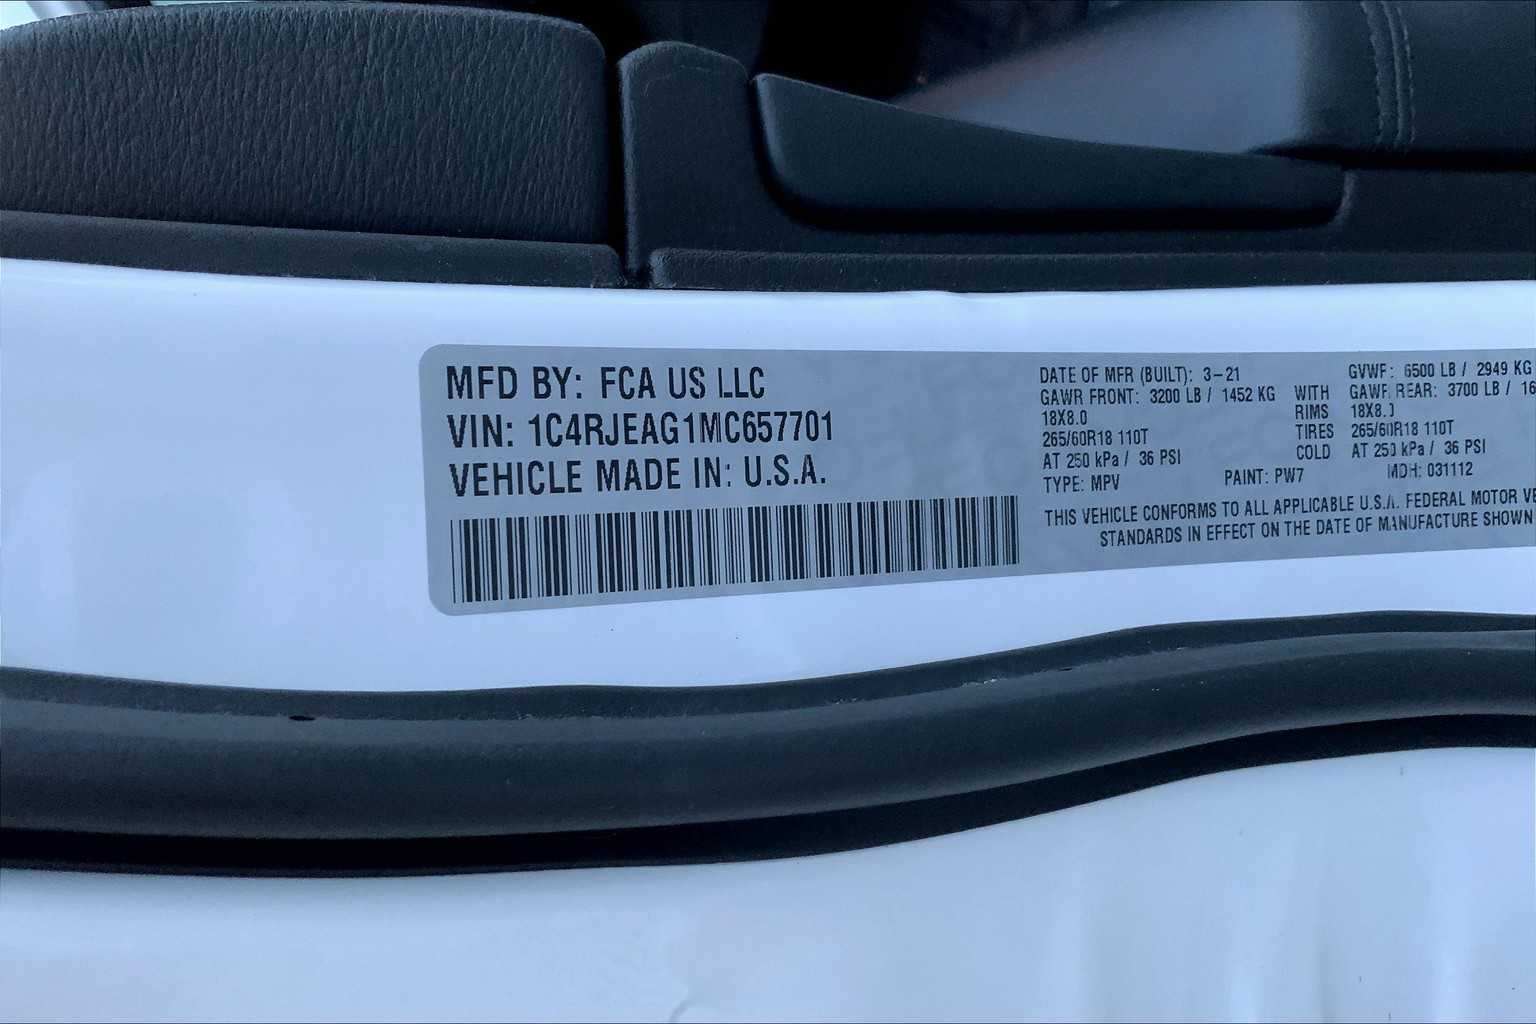 MFD BY: FCA US LLC
VIN: 1C4RJEAG1MC657701
VEHICLE MADE IN: U.S.A.
DATE OF MFR (BUILT): 3-21
GAWR FRONT: 3200 LB / 1452 KG
18X8.0
265/60R18 110T
AT 250 kPa / 36 PSI
TYPE: MPV
WITH
RIMS
TIRES
COLD
PAINT: PW7
GVWR: 6500 LB / 2949 KG
GAWR REAR: 3700 LB /
18X8.0
265/60R18 110T
AT 250 kPa / 36 PSI
MDH: 031112
THIS VEHICLE CONFORMS TO ALL APPLICABLE U.S.A. FEDERAL MOTOR
STANDARDS IN EFFECT ON THE DATE OF MANUFACTURE SHOWN